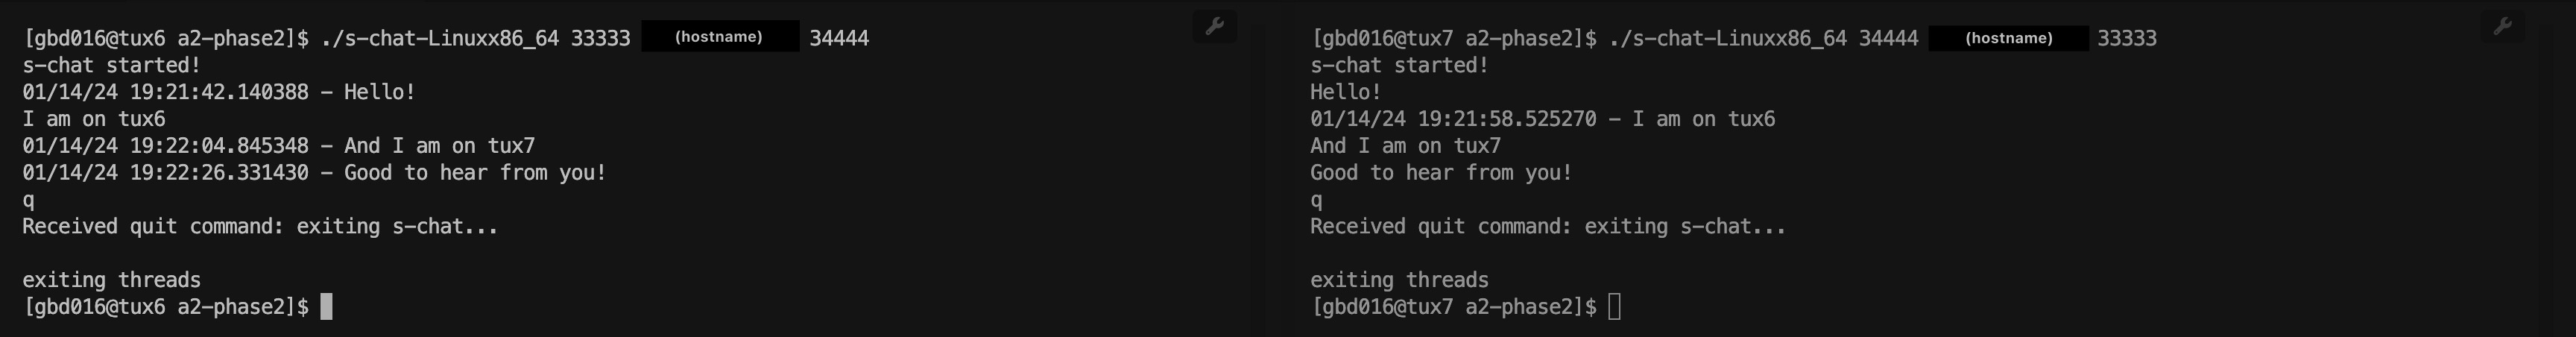 [gbd016@tux6 a2-phase2]$ ./s-chat-Linuxx86_64 33333 (hostname) 34444
s-chat started!
01/14/24 19:21:42.140388 - Hello!
I am on tux6
01/14/24 19:22:04.845348 - And I am on tux7
01/14/24 19:22:26.331430 - Good to hear from you!
q
Received quit command: exiting s-chat...
exiting threads
[gbd016@tux6 a2-phase2]$
[gbd016@tux7 a2-phase2]$ ./s-chat-Linuxx86_64 34444 (hostname) 33333
s-chat started!
Hello!
01/14/24 19:21:58.525270 - I am on tux6
And I am on tux7
Good to hear from you!
q
Received quit command: exiting s-chat...
exiting threads
[gbd016@tux7 a2-phase2]$